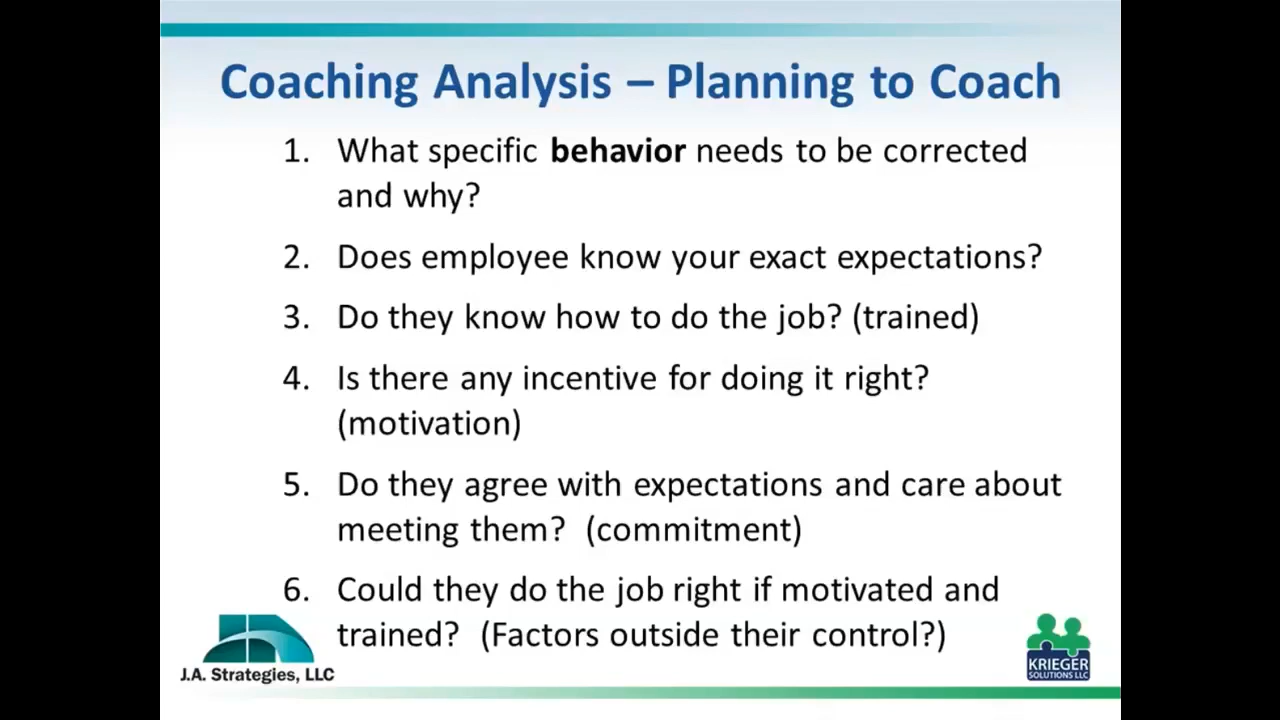 Coaching Analysis – Planning to Coach
1. What specific behavior needs to be corrected
and why?
2. Does employee know your exact expectations?
3. Do they know how to do the job? (trained)
4. Is there any incentive for doing it right?
(motivation)
5. Do they agree with expectations and care about
meeting them? (commitment)
6. Could they do the job right if motivated and
trained? (Factors outside their control?)
J.A. Strategies, LLC
KRIEGER
SOLUTIONS LLC